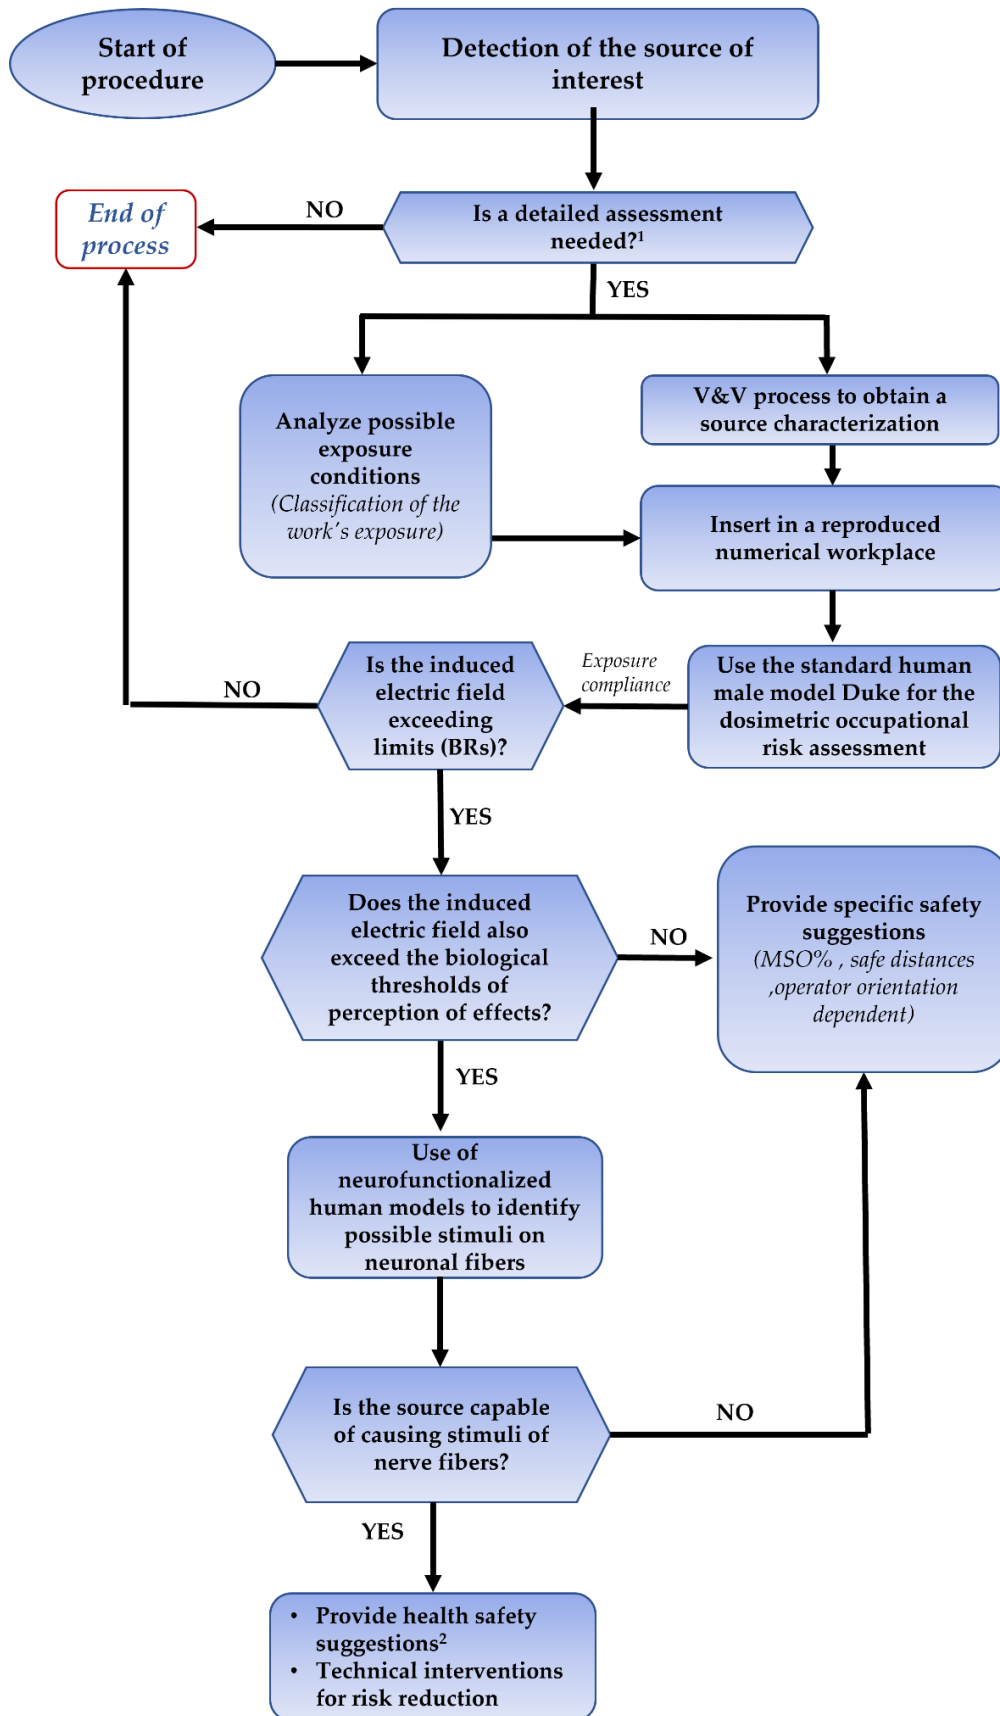 Start of
procedure
Detection of the source of
interest
NO
End of
process
Is a detailed assessment
needed?¹
YES
Analyze possible
exposure
conditions
(Classification of the
work's exposure)
V&V process to obtain a
source characterization
Insert in a reproduced
numerical workplace
Use the standard human
male model Duke for the
dosimetric occupational
risk assessment
Exposure
compliance
Is the induced
electric field
exceeding
limits (BRs)?
NO
YES
Does the induced
electric field also
exceed the biological
thresholds of
perception of effects?
NO
Provide specific safety
suggestions
(MSO% , safe distances
,operator orientation
dependent)
YES
Use of
neurofunctionalized
human models to identify
possible stimuli on
neuronal fibers
Is the source capable
of causing stimuli of
nerve fibers?
NO
YES
• Provide health safety
suggestions²
• Technical interventions
for risk reduction